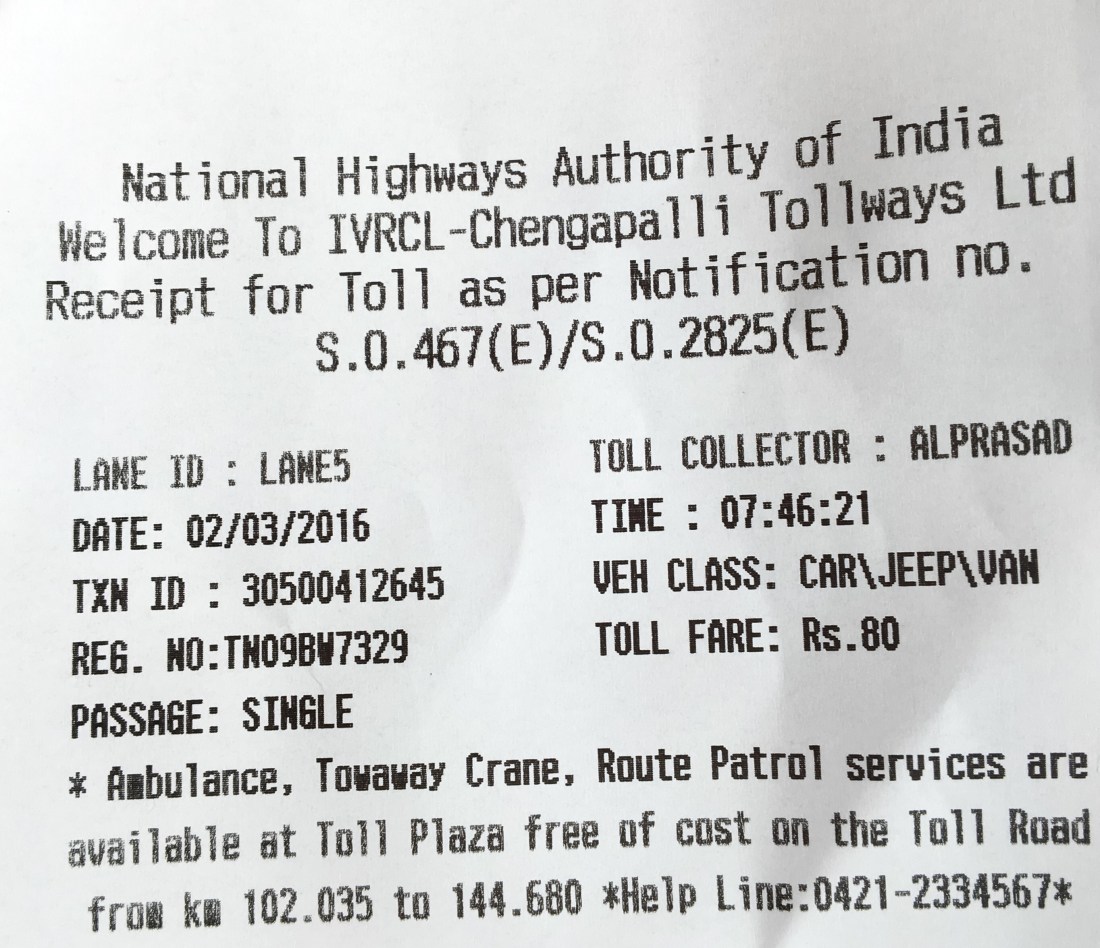 National Highways Authority of India
Welcome To IVRCL-Chengapalli Tollways Ltd
Receipt for Toll as per Notification no.
S.O.467(E)/S.O.2825(E)
LANE ID : LANE5 TOLL COLLECTOR : ALPRASAD
DATE: 02/03/2016 TIME : 07:46:21
TXN ID : 30500412645 VEH CLASS: CAR\JEEP\VAN
REG. NO:TN09BW7329 TOLL FARE: Rs.80
PASSAGE: SINGLE
* Ambulance, Towaway Crane, Route Patrol services are
available at Toll Plaza free of cost on the Toll Road
from km 102.035 to 144.680 *Help Line:0421-2334567*